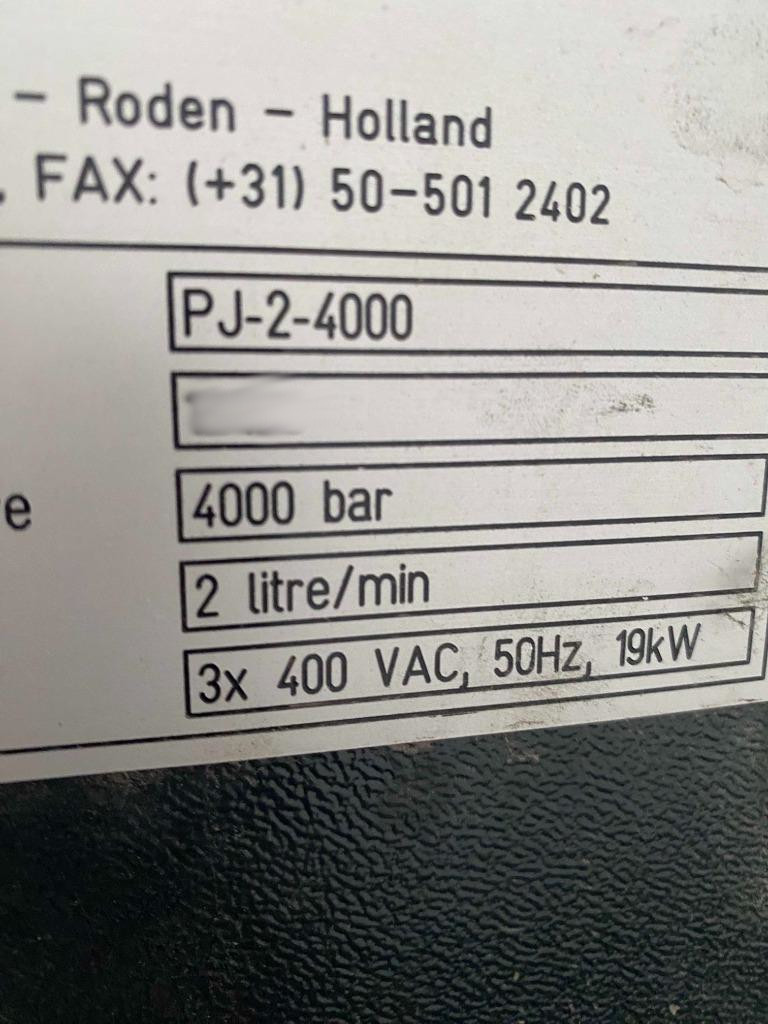 - Roden - Holland
, FAX: (+31) 50-501 2402
PJ-2-4000
e 4000 bar
2 litre/min
3x 400 VAC, 50Hz, 19kW